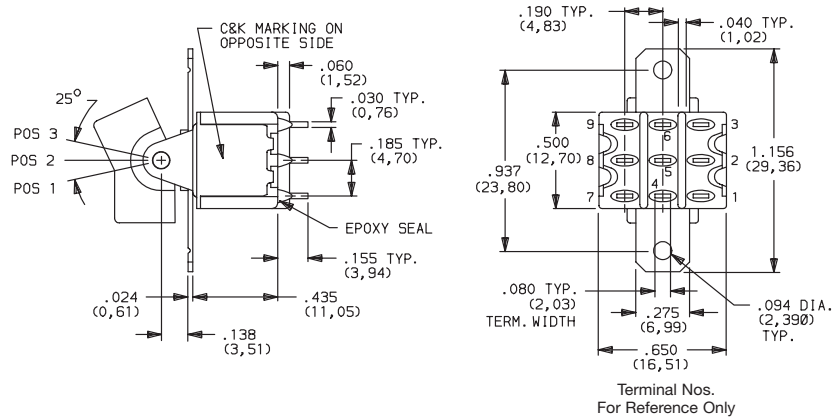 C&K MARKING ON
OPPOSITE SIDE
.060
(1,52)
.030 TYP.
(0,76)
25°
POS 3
POS 2
POS 1
.185 TYP.
(4,70)
EPOXY SEAL
.155 TYP.
(3,94)
.024
(0,61)
.435
(11,05)
.138
(3,51)
.190 TYP.
(4,83)
.040 TYP.
(1,02)
9
6
3
.500
(12,70)
8
5
2
1.156
(29,36)
.937
(23,80)
7
4
1
.080 TYP.
(2,03)
TERM. WIDTH
.275
(6,99)
.094 DIA.
(2,39Ø)
TYP.
.650
(16,51)
Terminal Nos.
For Reference Only